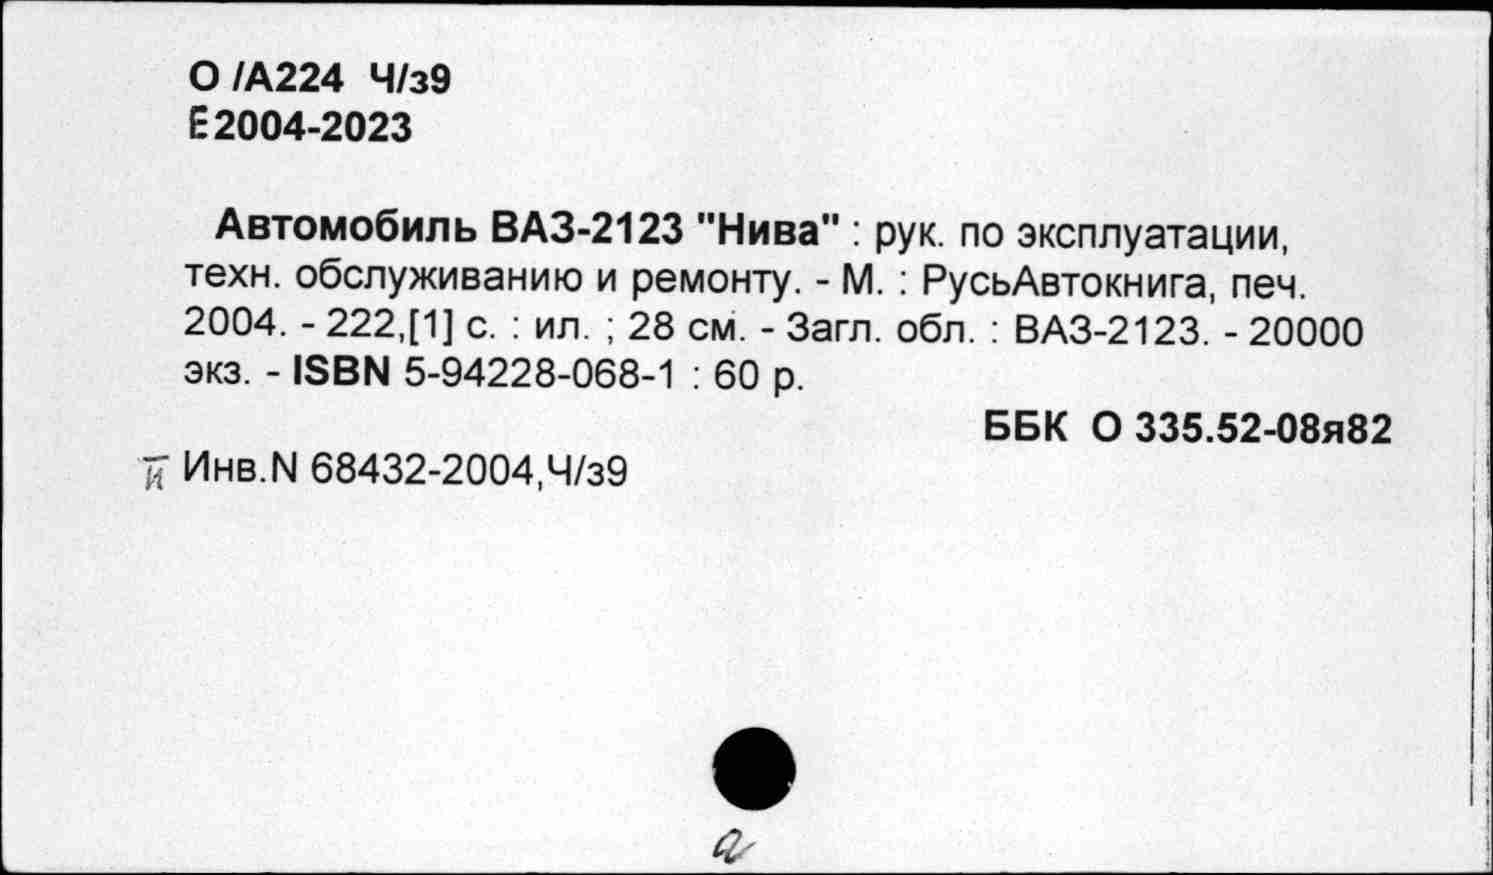 О /А224 Ч/з9
Ё2004-2023
Автомобиль ВАЗ-2123 "Нива" : рук. по эксплуатации,
техн. обслуживанию и ремонту. - М. : РусьАвтокнига, печ.
2004. - 222,[1] с. : ил. ; 28 см. - Загл. обл. : ВАЗ-2123. - 20000
экз. - ISBN 5-94228-068-1 : 60 р.
ББК О 335.52-08я82
Инв.N 68432-2004,Ч/з9